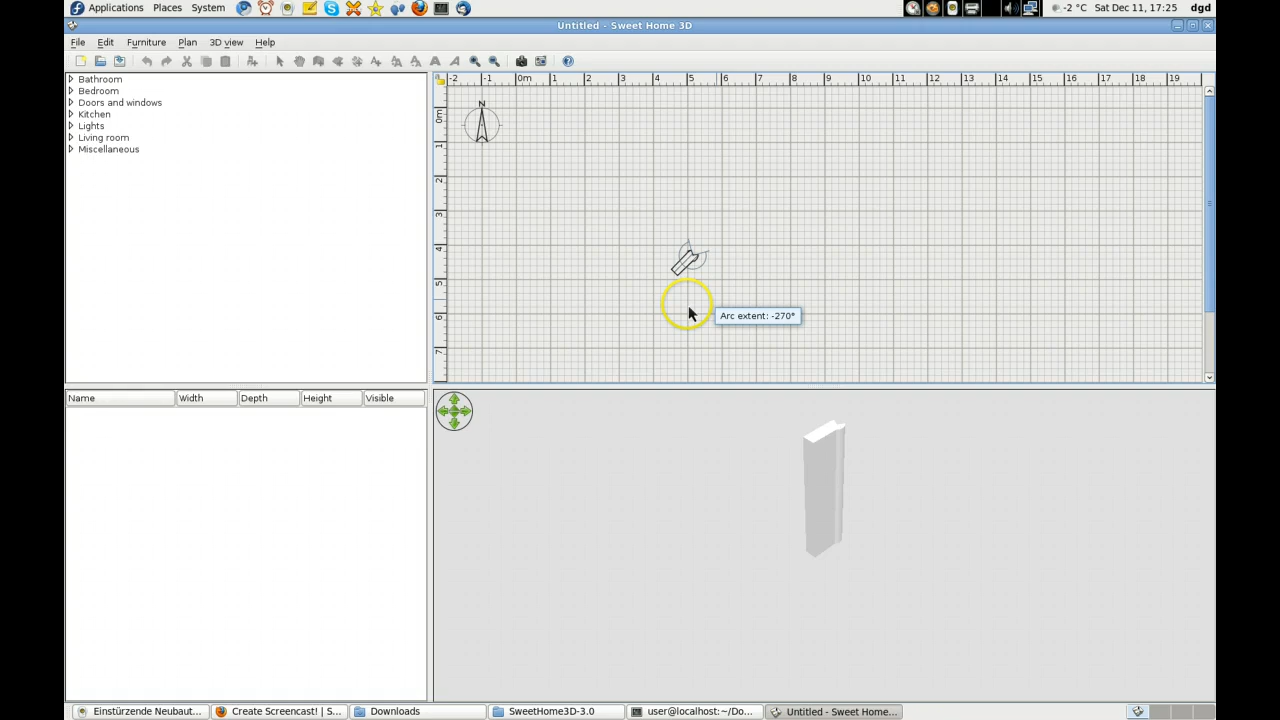 Applications Places System -2 °C Sat Dec 11, 17:25 dgd
Untitled - Sweet Home 3D
File Edit Furniture Plan 3D view Help
Bathroom
Bedroom
Doors and windows
Kitchen
Lights
Living room
Miscellaneous
-2 -1 0m 1 2 3 4 5 6 7 8 9 10 11 12 13 14 15 16 17 18 19
N
0m
1
2
3
4
5
6
7
Arc extent: -270°
Name Width Depth Height Visible
Einstürzende Neubaut... Create Screencast! | S... Downloads SweetHome3D-3.0 user@localhost:~/Do... Untitled - Sweet Home...